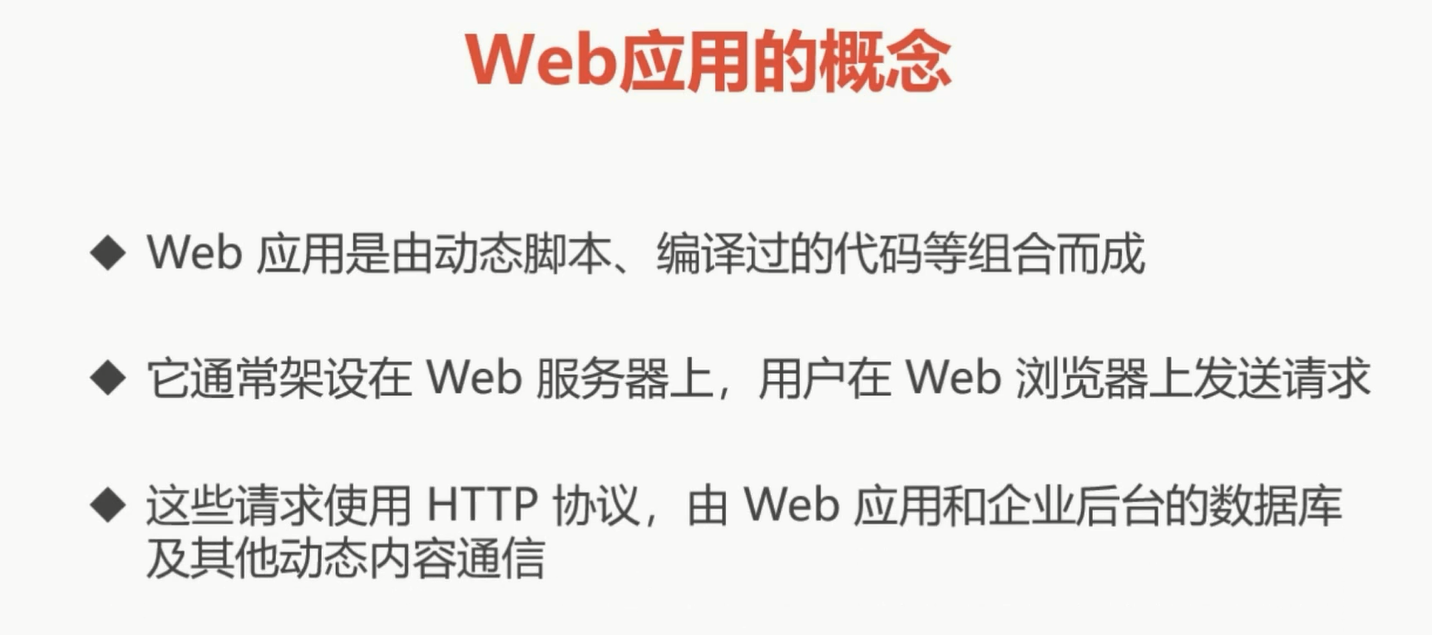 Web应用的概念
◆ Web 应用是由动态脚本、编译过的代码等组合而成
◆ 它通常架设在 Web 服务器上，用户在 Web 浏览器上发送请求
◆ 这些请求使用 HTTP 协议，由 Web 应用和企业后台的数据库
及其他动态内容通信